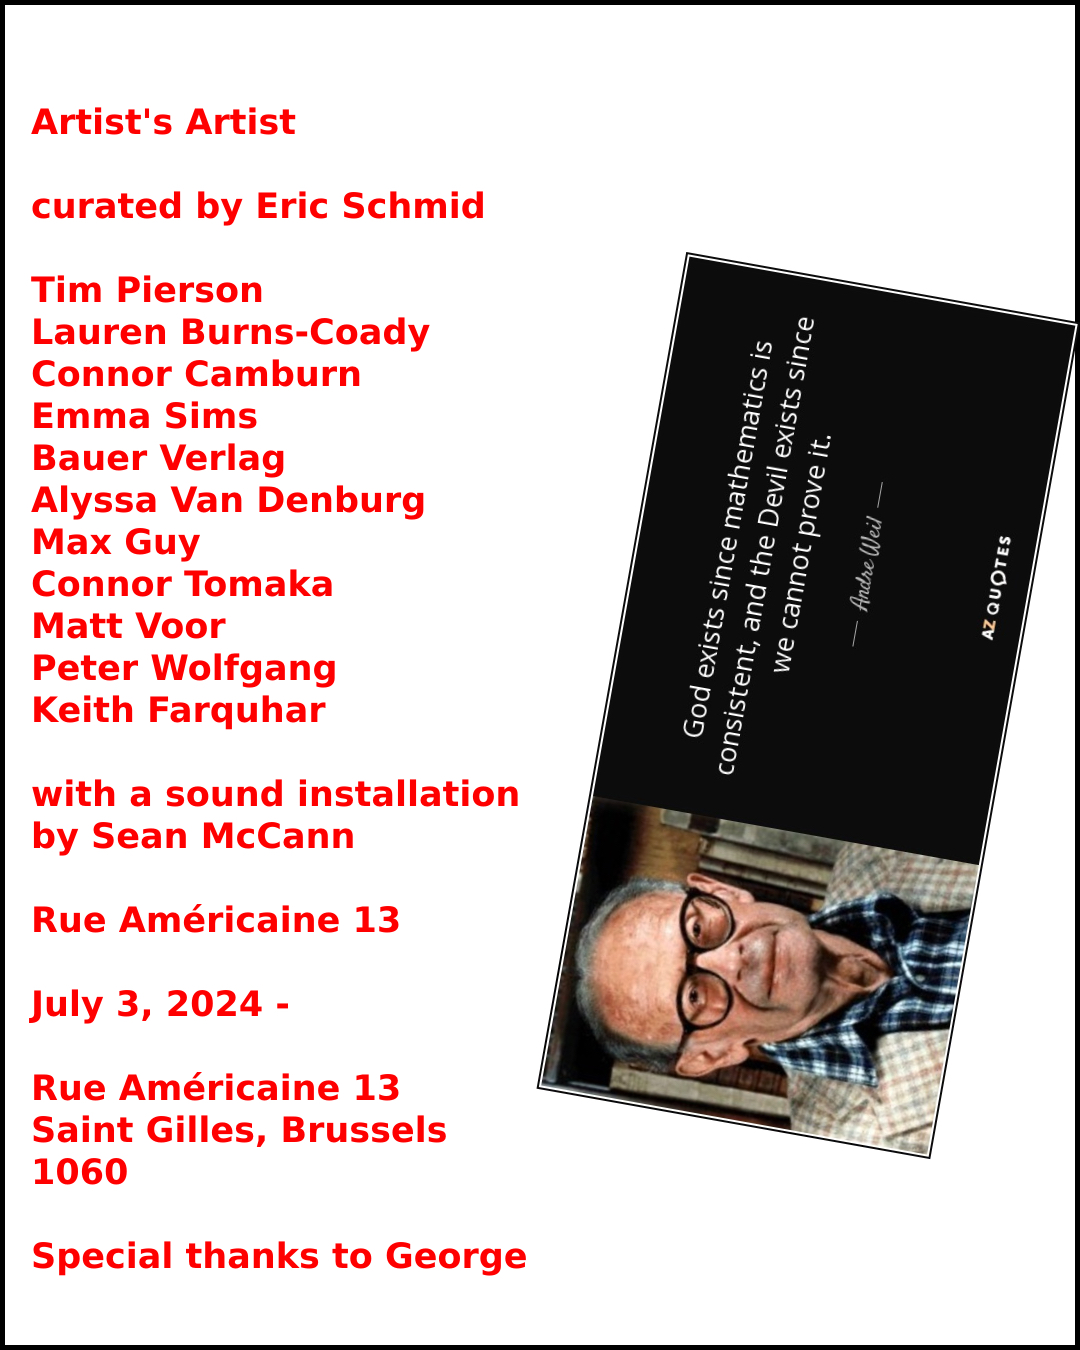 Artist's Artist
curated by Eric Schmid
Tim Pierson
Lauren Burns-Coady
Connor Camburn
Emma Sims
Bauer Verlag
Alyssa Van Denburg
Max Guy
Connor Tomaka
Matt Voor
Peter Wolfgang
Keith Farquhar
with a sound installation
by Sean McCann
Rue Américaine 13
July 3, 2024 -
Rue Américaine 13
Saint Gilles, Brussels
1060
Special thanks to George
God exists since mathematics is
consistent, and the Devil exists since
we cannot prove it.
— Andre Weil —
AZ QUOTES